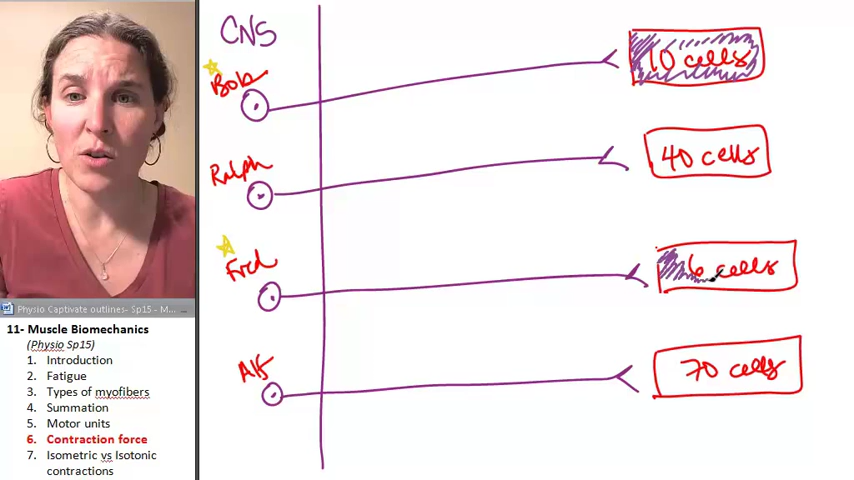 CNS
Bob
10 cells
Ralph
40 cells
Fred
6 cells
Alf
70 cells
Physio Captivate outlines- Sp15 - M...
11- Muscle Biomechanics
(Physio Sp15)
1. Introduction
2. Fatigue
3. Types of myofibers
4. Summation
5. Motor units
6. Contraction force
7. Isometric vs Isotonic
contractions